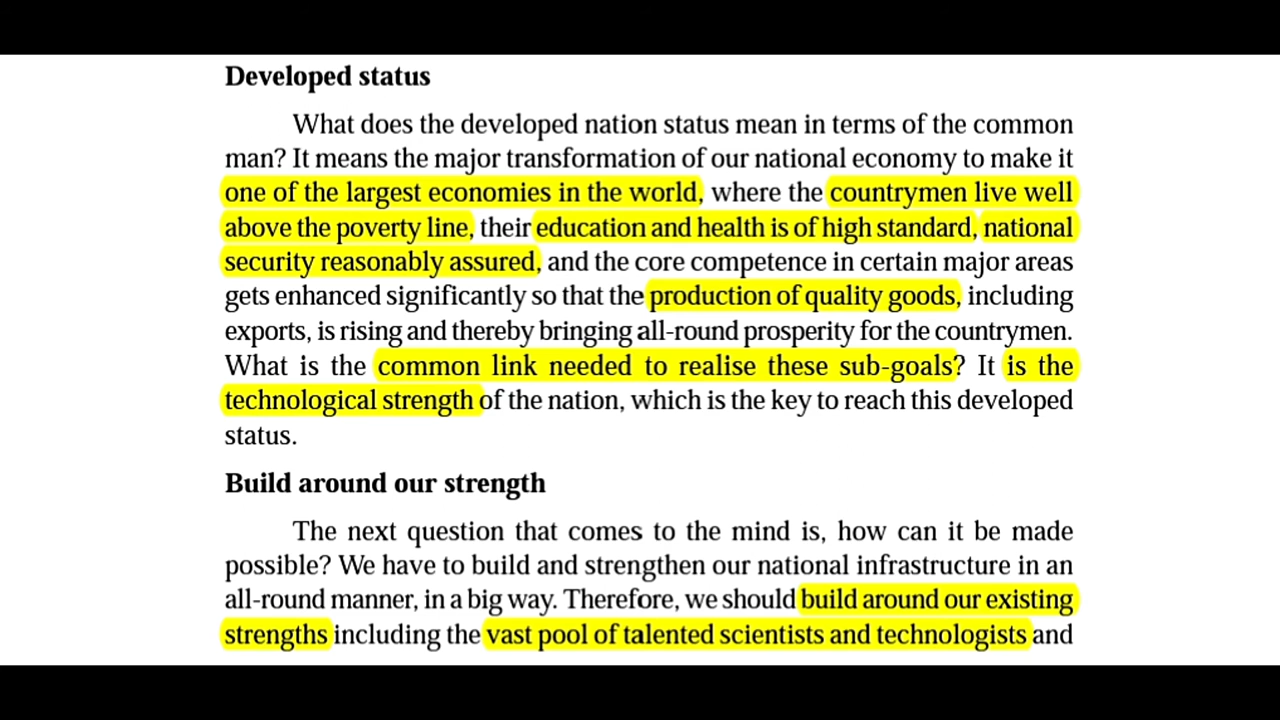 Developed status
What does the developed nation status mean in terms of the common
man? It means the major transformation of our national economy to make it
one of the largest economies in the world, where the countrymen live well
above the poverty line, their education and health is of high standard, national
security reasonably assured, and the core competence in certain major areas
gets enhanced significantly so that the production of quality goods, including
exports, is rising and thereby bringing all-round prosperity for the countrymen.
What is the common link needed to realise these sub-goals? It is the
technological strength of the nation, which is the key to reach this developed
status.
Build around our strength
The next question that comes to the mind is, how can it be made
possible? We have to build and strengthen our national infrastructure in an
all-round manner, in a big way. Therefore, we should build around our existing
strengths including the vast pool of talented scientists and technologists and